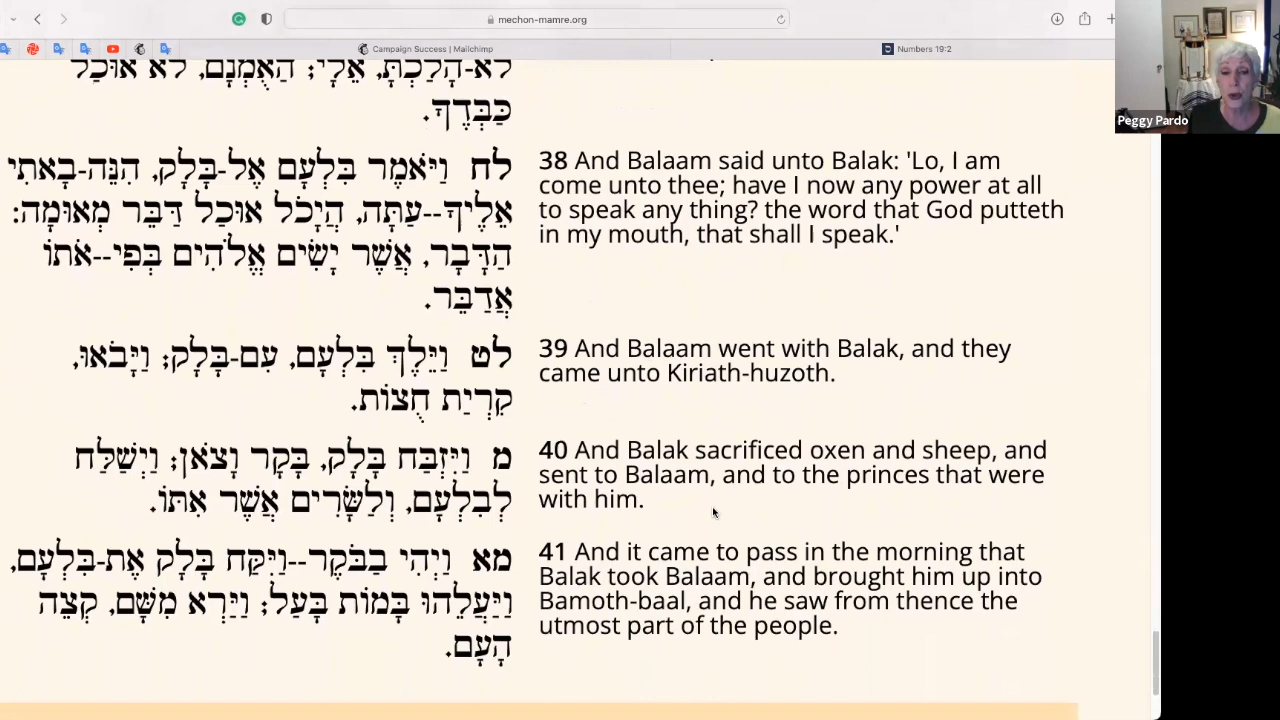 mechon-mamre.org
Campaign Success | Mailchimp
Numbers 19:2
Peggy Pardo
לֹא-הָלַכְתָּ, אֵלָי; הַאֻמְנָם, לֹא אוּכַל
כַּבְּדֶךָ.
לח וַיֹּאמֶר בִּלְעָם אֶל-בָּלָק, הִנֵּה-בָאתִי
אֵלֶיךָ--עַתָּה, הֲיָכֹל אוּכַל דַּבֵּר מְאוּמָה:
הַדָּבָר, אֲשֶׁר יָשִׂים אֱלֹהִים בְּפִי--אֹתוֹ
אֲדַבֵּר.
38 And Balaam said unto Balak: 'Lo, I am
come unto thee; have I now any power at all
to speak any thing? the word that God putteth
in my mouth, that shall I speak.'
לט וַיֵּלֶךְ בִּלְעָם, עִם-בָּלָק; וַיָּבֹאוּ,
קִרְיַת חֻצוֹת.
39 And Balaam went with Balak, and they
came unto Kiriath-huzoth.
מ וַיִּזְבַּח בָּלָק, בָּקָר וָצֹאן; וַיְשַׁלַּח
לְבִלְעָם, וְלַשָּׂרִים אֲשֶׁר אִתּוֹ.
40 And Balak sacrificed oxen and sheep, and
sent to Balaam, and to the princes that were
with him.
מא וַיְהִי בַבֹּקֶר--וַיִּקַּח בָּלָק אֶת-בִּלְעָם,
וַיַּעֲלֵהוּ בָּמוֹת בָּעַל; וַיַּרְא מִשָּׁם, קְצֵה
הָעָם.
41 And it came to pass in the morning that
Balak took Balaam, and brought him up into
Bamoth-baal, and he saw from thence the
utmost part of the people.